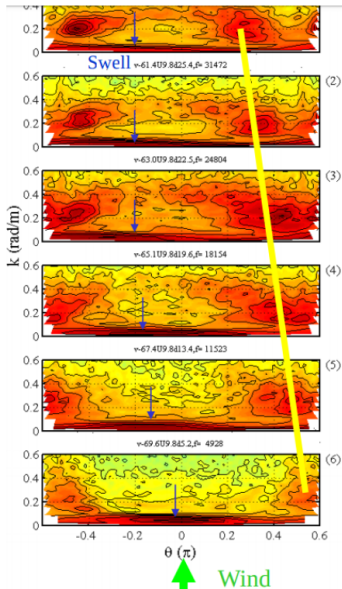 0.4
0.2
0
Swell
v-61.4U9.8d25.4,f= 31472
0.6
0.4
0.2
0
(2)
v-63.0U9.8d22.5,f= 24804
0.6
0.4
0.2
0
(3)
v-65.1U9.8d19.6,f= 18154
0.6
0.4
0.2
0
(4)
v-67.4U9.8d13.4,f= 11523
0.6
0.4
0.2
0
(5)
v-69.6U9.8d5.2,f= 4928
0.6
0.4
0.2
0
(6)
k (rad/m)
-0.4 -0.2 0 0.2 0.4 0.6
θ (π)
Wind